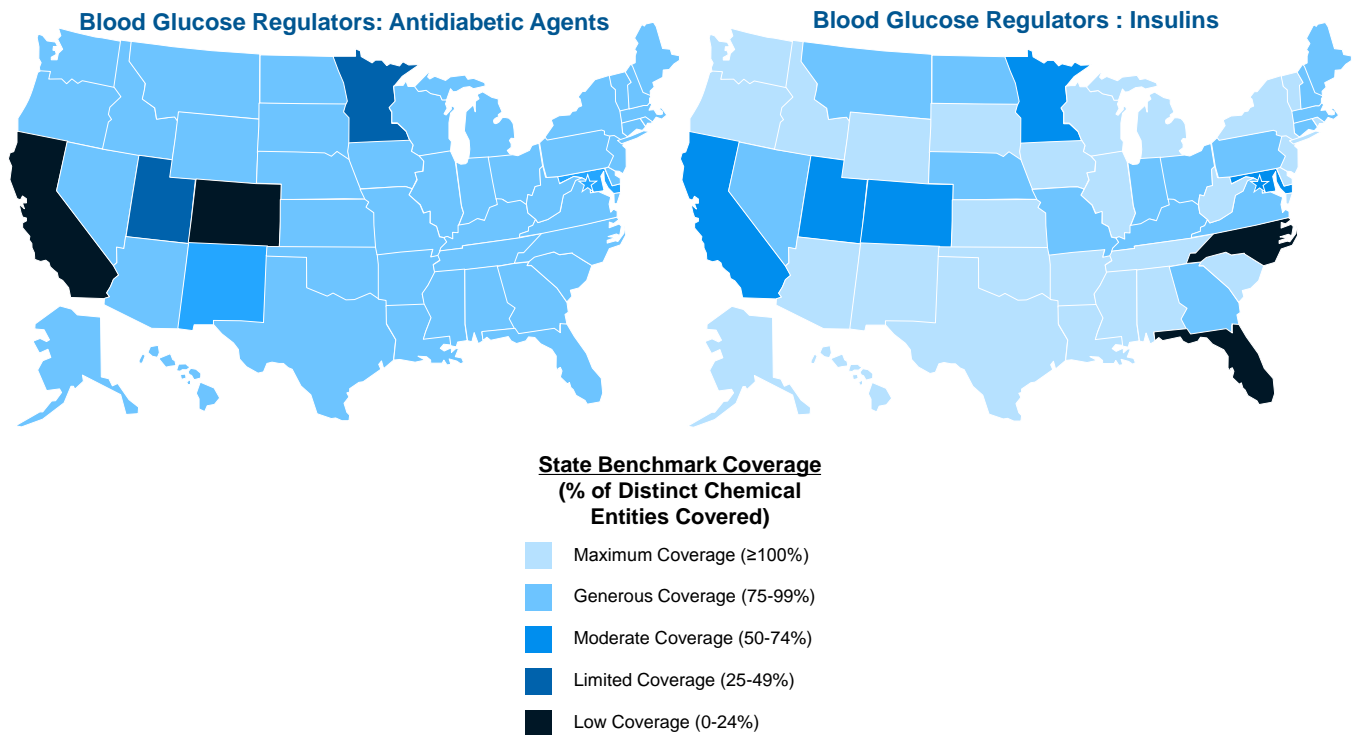 Blood Glucose Regulators: Antidiabetic Agents
Blood Glucose Regulators : Insulins
State Benchmark Coverage
(% of Distinct Chemical
Entities Covered)
Maximum Coverage (≥100%)
Generous Coverage (75-99%)
Moderate Coverage (50-74%)
Limited Coverage (25-49%)
Low Coverage (0-24%)